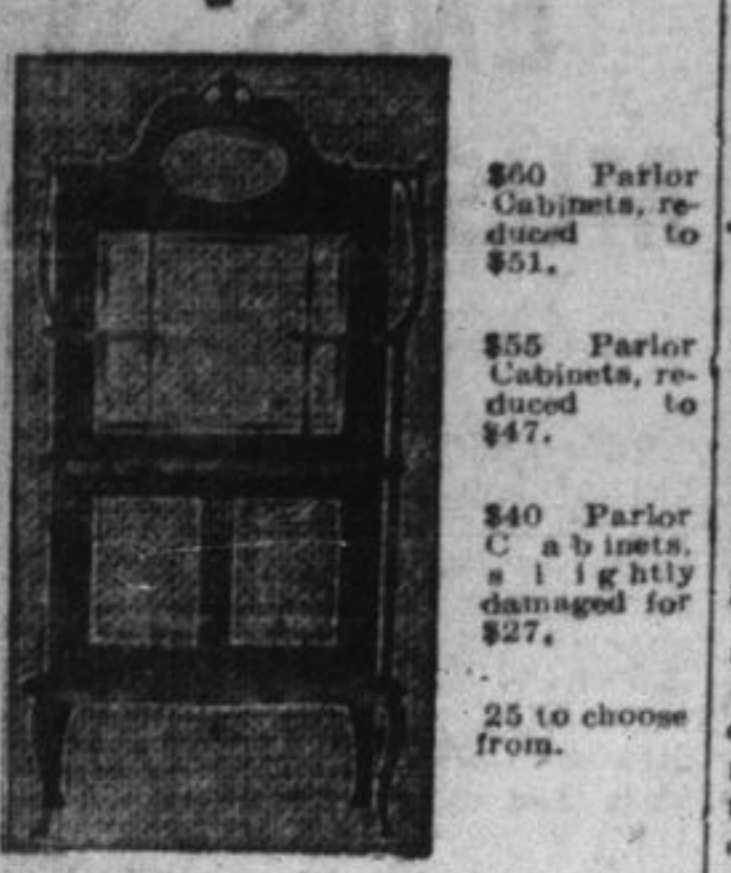 $60 Parlor
Cabinets, re-
duced to
$51.
$55 Parlor
Cabinets, re-
duced to
$47.
$40 Parlor
C a b inets,
s l i g htly
damaged for
$27.
25 to choose
from.